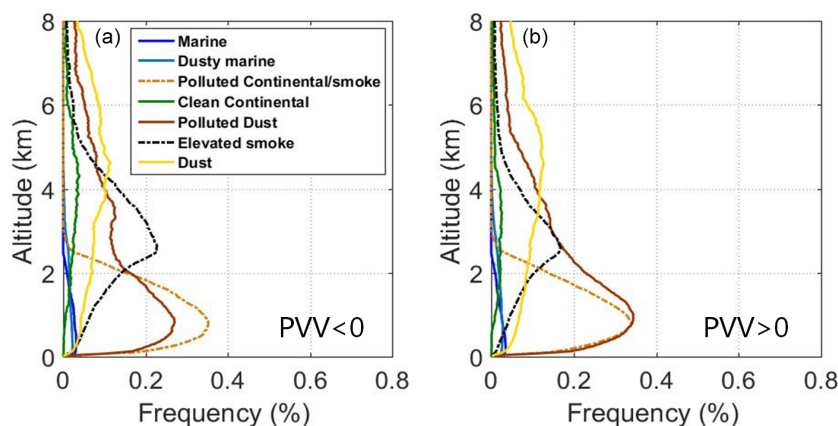 (a)
Marine
Dusty marine
Polluted Continental/smoke
Clean Continental
Polluted Dust
Elevated smoke
Dust
PVV<0
Altitude (km)
8
6
4
2
0
0 0.2 0.4 0.6 0.8
Frequency (%)
(b)
PVV>0
Altitude (km)
8
6
4
2
0
0 0.2 0.4 0.6 0.8
Frequency (%)